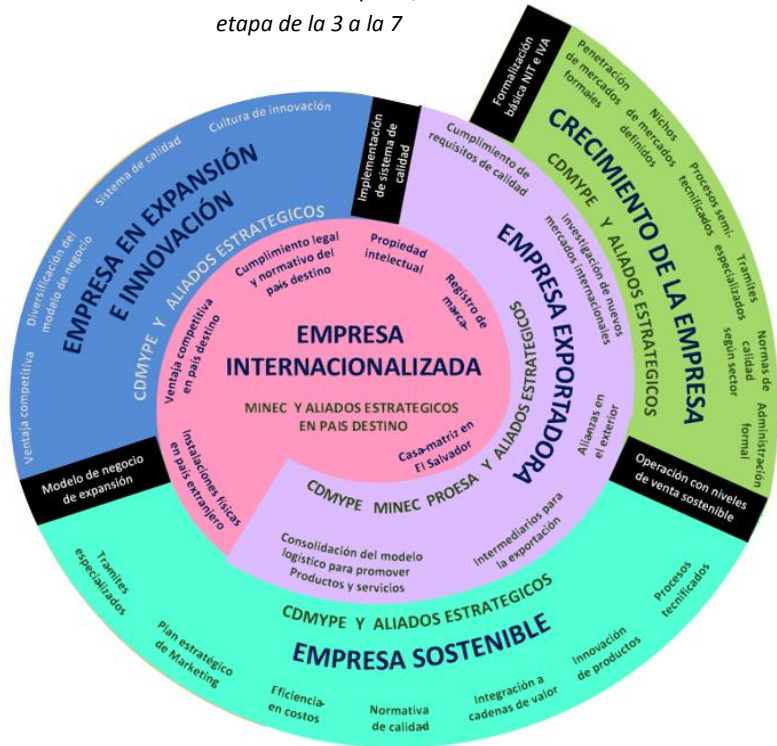 etapa de la 3 a la 7
Formalización
básica NIT e IVA
Penetración
de mercados
formales
Nichos
de mercados
definidos
Procesos semi-
tecnificados
Tramites
especializados
Normas de
calidad
según sector
Administración
formal
CRECIMIENTO DE LA EMPRESA
CDMYPE Y ALIADOS ESTRATEGICOS
Operación con niveles
de venta sostenible
Procesos
tecnificados
Innovación
de productos
Integración a
cadenas de valor
Normativa
de calidad
Eficiencia
en costos
Plan estratégico
de Marketing
Tramites
especializados
CDMYPE Y ALIADOS ESTRATEGICOS
EMPRESA SOSTENIBLE
Modelo de negocio
de expansión
Ventaja competitiva
Diversificación del
modelo de negocio
Sistema de calidad
Cultura de innovación
EMPRESA EN EXPANSIÓN
E INNOVACIÓN
CDMYPE Y ALIADOS ESTRATEGICOS
Implementación
de sistema de
calidad
Cumplimiento de
requisitos de calidad
investigación de nuevos
mercados internacionales
Alianzas en
el exterior
Intermediarios para
la exportación
Consolidación del modelo
logístico para promover
Productos y servicios
EMPRESA EXPORTADORA
CDMYPE MINEC PROESA Y ALIADOS ESTRATEGICOS
Registro de
marca-
Propiedad
intelectual
Cumplimiento legal
y normativo del
país destino
Ventaja competitiva
en país destino
Instalaciones físicas
en país extranjero
EMPRESA
INTERNACIONALIZADA
MINEC Y ALIADOS ESTRATEGICOS
EN PAIS DESTINO
Casa-matriz en
El Salvador